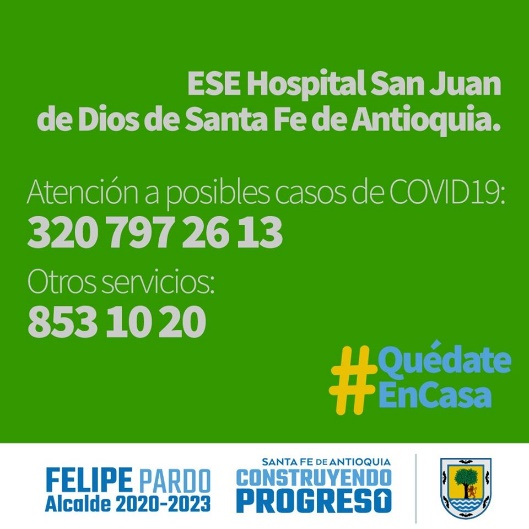 ESE Hospital San Juan
de Dios de Santa Fe de Antioquia.
Atención a posibles casos de COVID19:
320 797 26 13
Otros servicios:
853 10 20
#Quédate
EnCasa
FELIPE PARDO
Alcalde 2020-2023
SANTA FE DE ANTIOQUIA
CONSTRUYENDO
PROGRESO